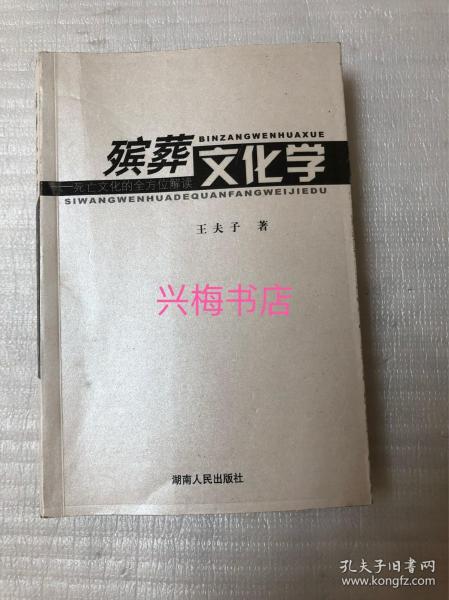 BINZANGWENHUAXUE
殡葬文化学
——死亡文化的全方位解读
SIWANGWENHUADEQUANFANGWEIJIEDU
王夫子 著
兴梅书店
湖南人民出版社
孔夫子旧书网
www.kongfz.com